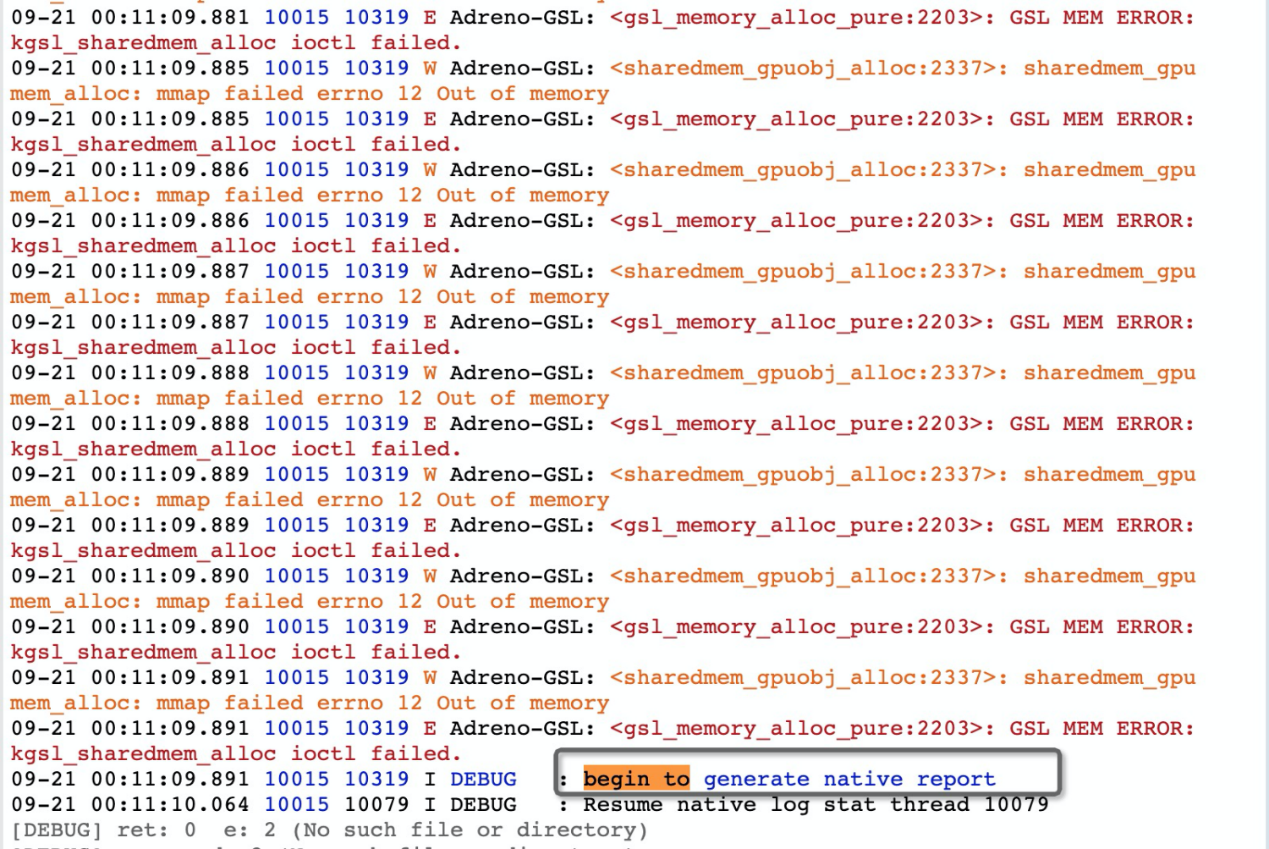 09-21 00:11:09.881 10015 10319 E Adreno-GSL: <gsl_memory_alloc_pure:2203>: GSL MEM ERROR:
kgsl_sharedmem_alloc ioctl failed.
09-21 00:11:09.885 10015 10319 W Adreno-GSL: <sharedmem_gpuobj_alloc:2337>: sharedmem_gpu
mem_alloc: mmap failed errno 12 Out of memory
09-21 00:11:09.885 10015 10319 E Adreno-GSL: <gsl_memory_alloc_pure:2203>: GSL MEM ERROR:
kgsl_sharedmem_alloc ioctl failed.
09-21 00:11:09.886 10015 10319 W Adreno-GSL: <sharedmem_gpuobj_alloc:2337>: sharedmem_gpu
mem_alloc: mmap failed errno 12 Out of memory
09-21 00:11:09.886 10015 10319 E Adreno-GSL: <gsl_memory_alloc_pure:2203>: GSL MEM ERROR:
kgsl_sharedmem_alloc ioctl failed.
09-21 00:11:09.887 10015 10319 W Adreno-GSL: <sharedmem_gpuobj_alloc:2337>: sharedmem_gpu
mem_alloc: mmap failed errno 12 Out of memory
09-21 00:11:09.887 10015 10319 E Adreno-GSL: <gsl_memory_alloc_pure:2203>: GSL MEM ERROR:
kgsl_sharedmem_alloc ioctl failed.
09-21 00:11:09.888 10015 10319 W Adreno-GSL: <sharedmem_gpuobj_alloc:2337>: sharedmem_gpu
mem_alloc: mmap failed errno 12 Out of memory
09-21 00:11:09.888 10015 10319 E Adreno-GSL: <gsl_memory_alloc_pure:2203>: GSL MEM ERROR:
kgsl_sharedmem_alloc ioctl failed.
09-21 00:11:09.889 10015 10319 W Adreno-GSL: <sharedmem_gpuobj_alloc:2337>: sharedmem_gpu
mem_alloc: mmap failed errno 12 Out of memory
09-21 00:11:09.889 10015 10319 E Adreno-GSL: <gsl_memory_alloc_pure:2203>: GSL MEM ERROR:
kgsl_sharedmem_alloc ioctl failed.
09-21 00:11:09.890 10015 10319 W Adreno-GSL: <sharedmem_gpuobj_alloc:2337>: sharedmem_gpu
mem_alloc: mmap failed errno 12 Out of memory
09-21 00:11:09.890 10015 10319 E Adreno-GSL: <gsl_memory_alloc_pure:2203>: GSL MEM ERROR:
kgsl_sharedmem_alloc ioctl failed.
09-21 00:11:09.891 10015 10319 W Adreno-GSL: <sharedmem_gpuobj_alloc:2337>: sharedmem_gpu
mem_alloc: mmap failed errno 12 Out of memory
09-21 00:11:09.891 10015 10319 E Adreno-GSL: <gsl_memory_alloc_pure:2203>: GSL MEM ERROR:
kgsl_sharedmem_alloc ioctl failed.
09-21 00:11:09.891 10015 10319 I DEBUG : begin to generate native report
09-21 00:11:10.064 10015 10079 I DEBUG : Resume native log stat thread 10079
[DEBUG] ret: 0 e: 2 (No such file or directory)